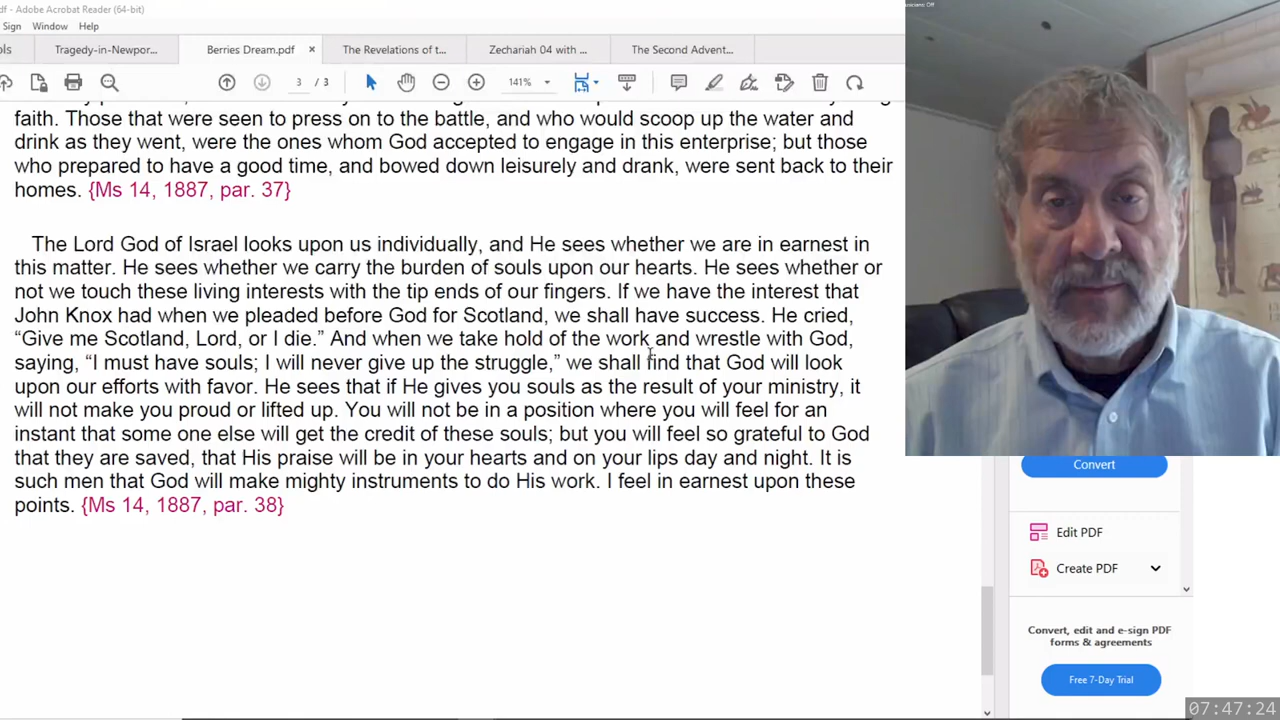 .pdf - Adobe Acrobat Reader (64-bit)
Sign Window Help
Tragedy-in-Newpor... Berries Dream.pdf × The Revelations of t... Zechariah 04 with ... The Second Advent...
3 / 3 141%
faith. Those that were seen to press on to the battle, and who would scoop up the water and
drink as they went, were the ones whom God accepted to engage in this enterprise; but those
who prepared to have a good time, and bowed down leisurely and drank, were sent back to their
homes. {Ms 14, 1887, par. 37}
The Lord God of Israel looks upon us individually, and He sees whether we are in earnest in
this matter. He sees whether we carry the burden of souls upon our hearts. He sees whether or
not we touch these living interests with the tip ends of our fingers. If we have the interest that
John Knox had when we pleaded before God for Scotland, we shall have success. He cried,
“Give me Scotland, Lord, or I die.” And when we take hold of the work and wrestle with God,
saying, “I must have souls; I will never give up the struggle,” we shall find that God will look
upon our efforts with favor. He sees that if He gives you souls as the result of your ministry, it
will not make you proud or lifted up. You will not be in a position where you will feel for an
instant that some one else will get the credit of these souls; but you will feel so grateful to God
that they are saved, that His praise will be in your hearts and on your lips day and night. It is
such men that God will make mighty instruments to do His work. I feel in earnest upon these
points. {Ms 14, 1887, par. 38}
Convert
Edit PDF
Create PDF
Convert, edit and e-sign PDF
forms & agreements
Free 7-Day Trial
07:47:24